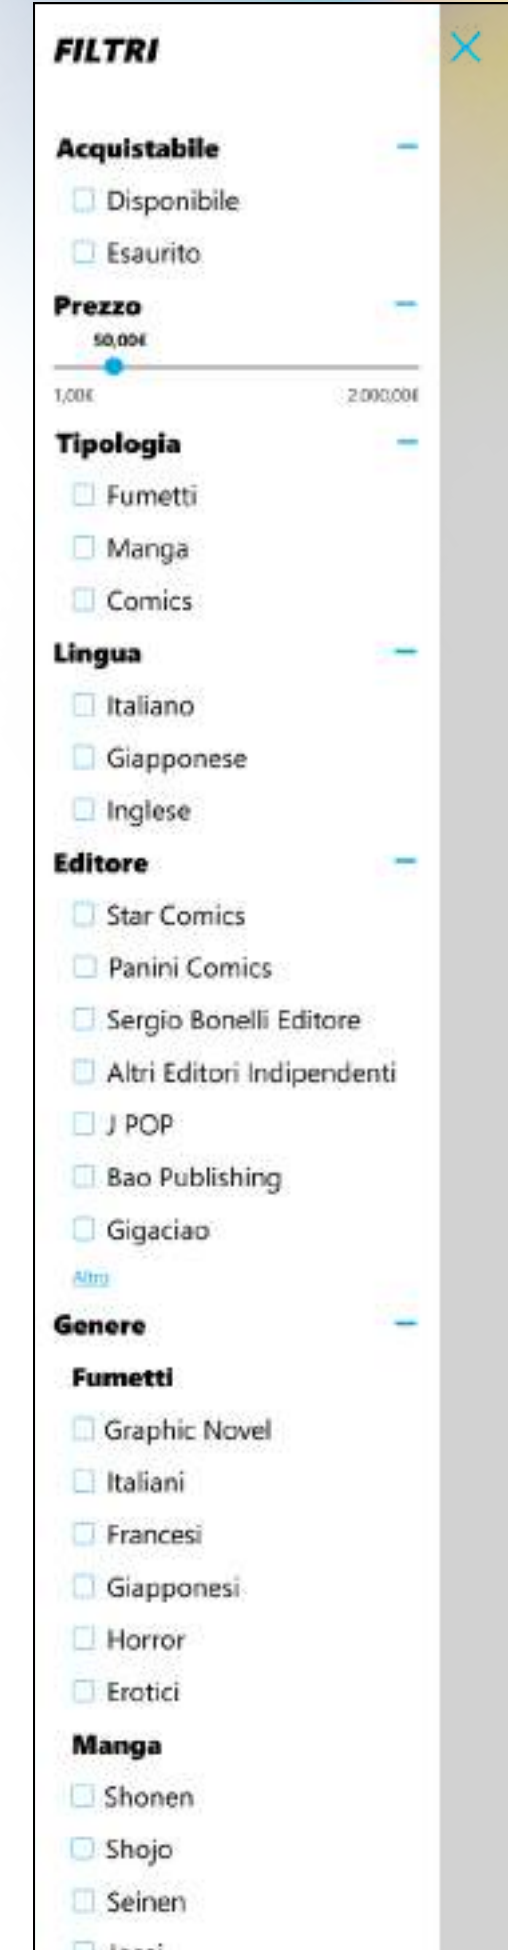 FILTRI
Acquistabile
Disponibile
Esaurito
Prezzo
50,00€
1,00€ 2.000,00€
Tipologia
Fumetti
Manga
Comics
Lingua
Italiano
Giapponese
Inglese
Editore
Star Comics
Panini Comics
Sergio Bonelli Editore
Altri Editori Indipendenti
J POP
Bao Publishing
Gigaciao
Altro
Genere
Fumetti
Graphic Novel
Italiani
Francesi
Giapponesi
Horror
Erotici
Manga
Shonen
Shojo
Seinen